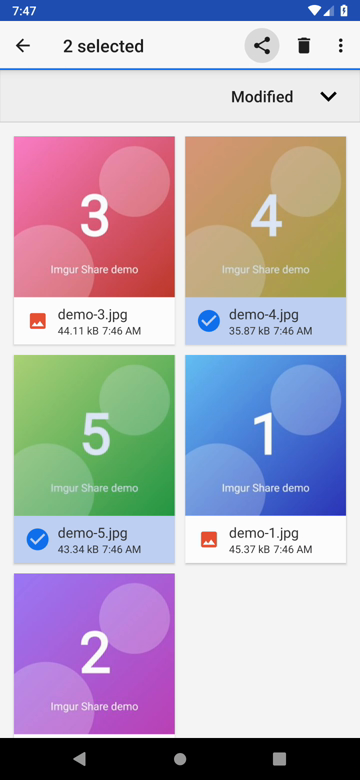 7:47
2 selected
Modified
3
Imgur Share demo
demo-3.jpg
44.11 kB 7:46 AM
4
Imgur Share demo
demo-4.jpg
35.87 kB 7:46 AM
5
Imgur Share demo
demo-5.jpg
43.34 kB 7:46 AM
1
Imgur Share demo
demo-1.jpg
45.37 kB 7:46 AM
2
Imgur Share demo